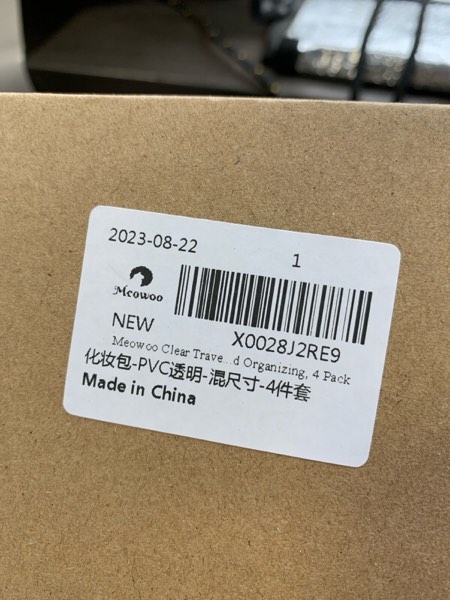 2023-08-22
1
Meowoo
NEW
X0028J2RE9
Meowoo Clear Trave...d Organizing, 4 Pack
化妆包-PVC透明-混尺寸-4件套
Made in China